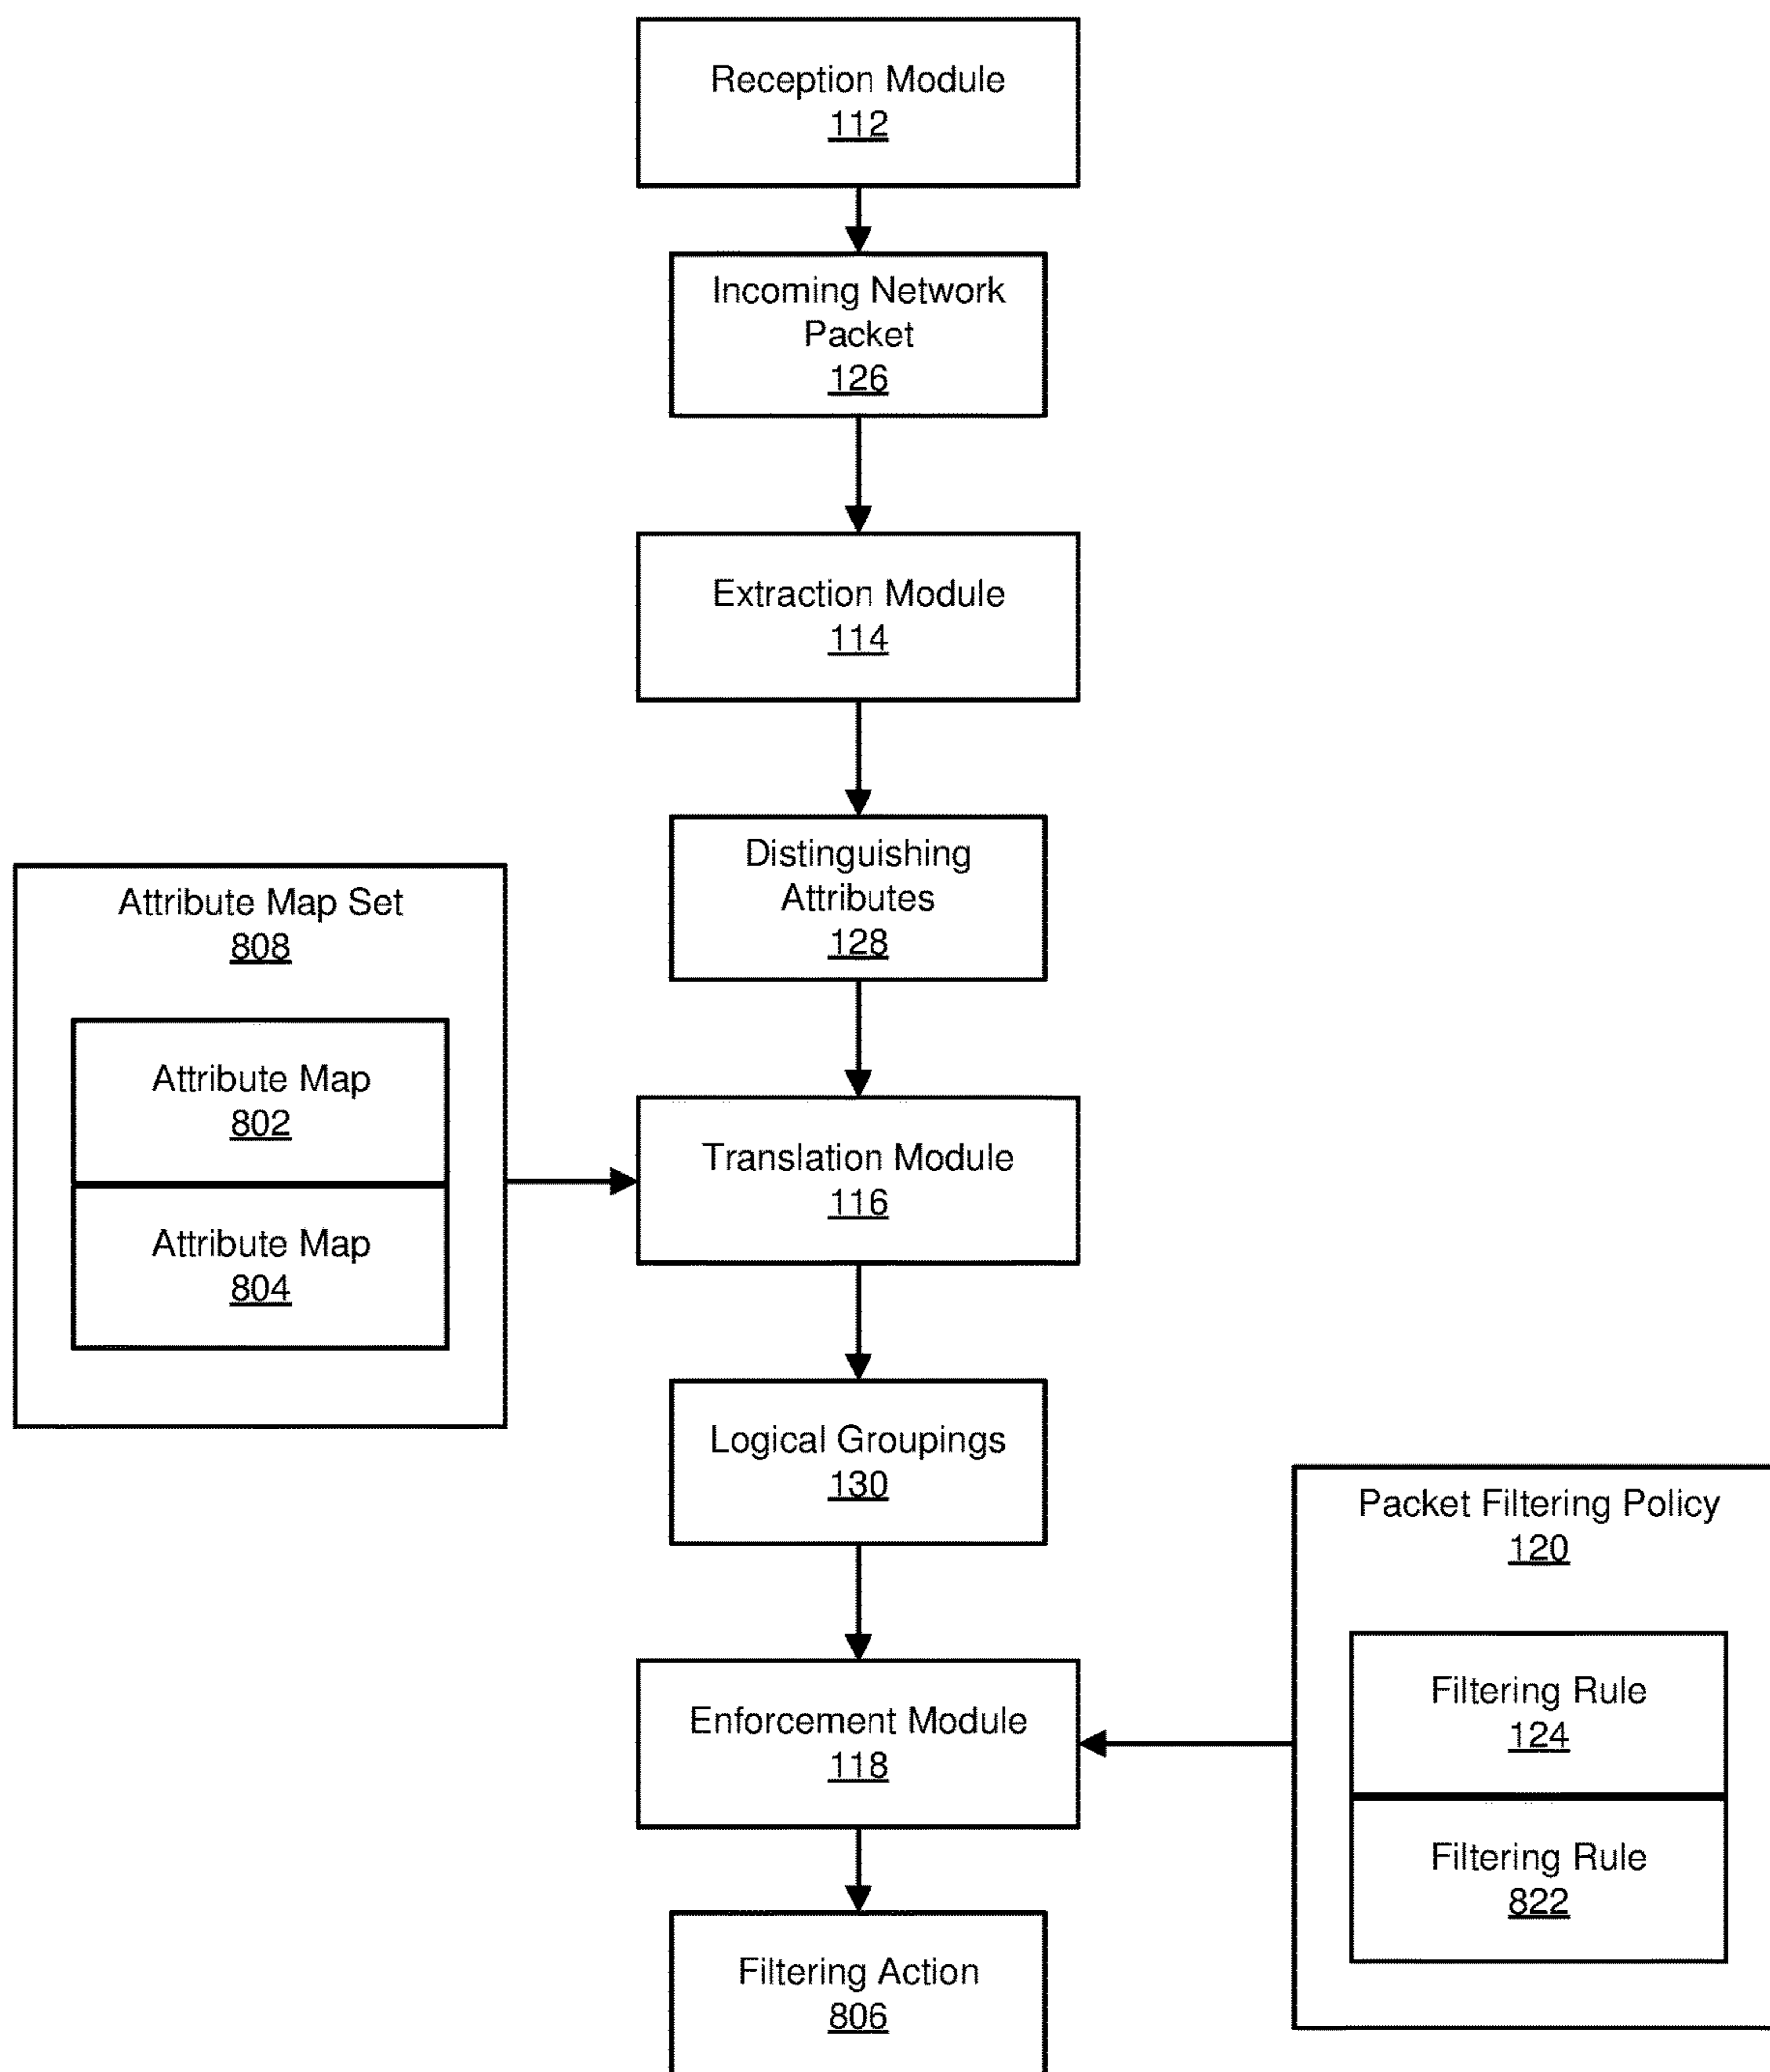 Reception Module
112
Incoming Network
Packet
126
Extraction Module
114
Distinguishing
Attributes
128
Attribute Map Set
808
Attribute Map
802
Attribute Map
804
Translation Module
116
Logical Groupings
130
Packet Filtering Policy
120
Filtering Rule
124
Filtering Rule
822
Enforcement Module
118
Filtering Action
806